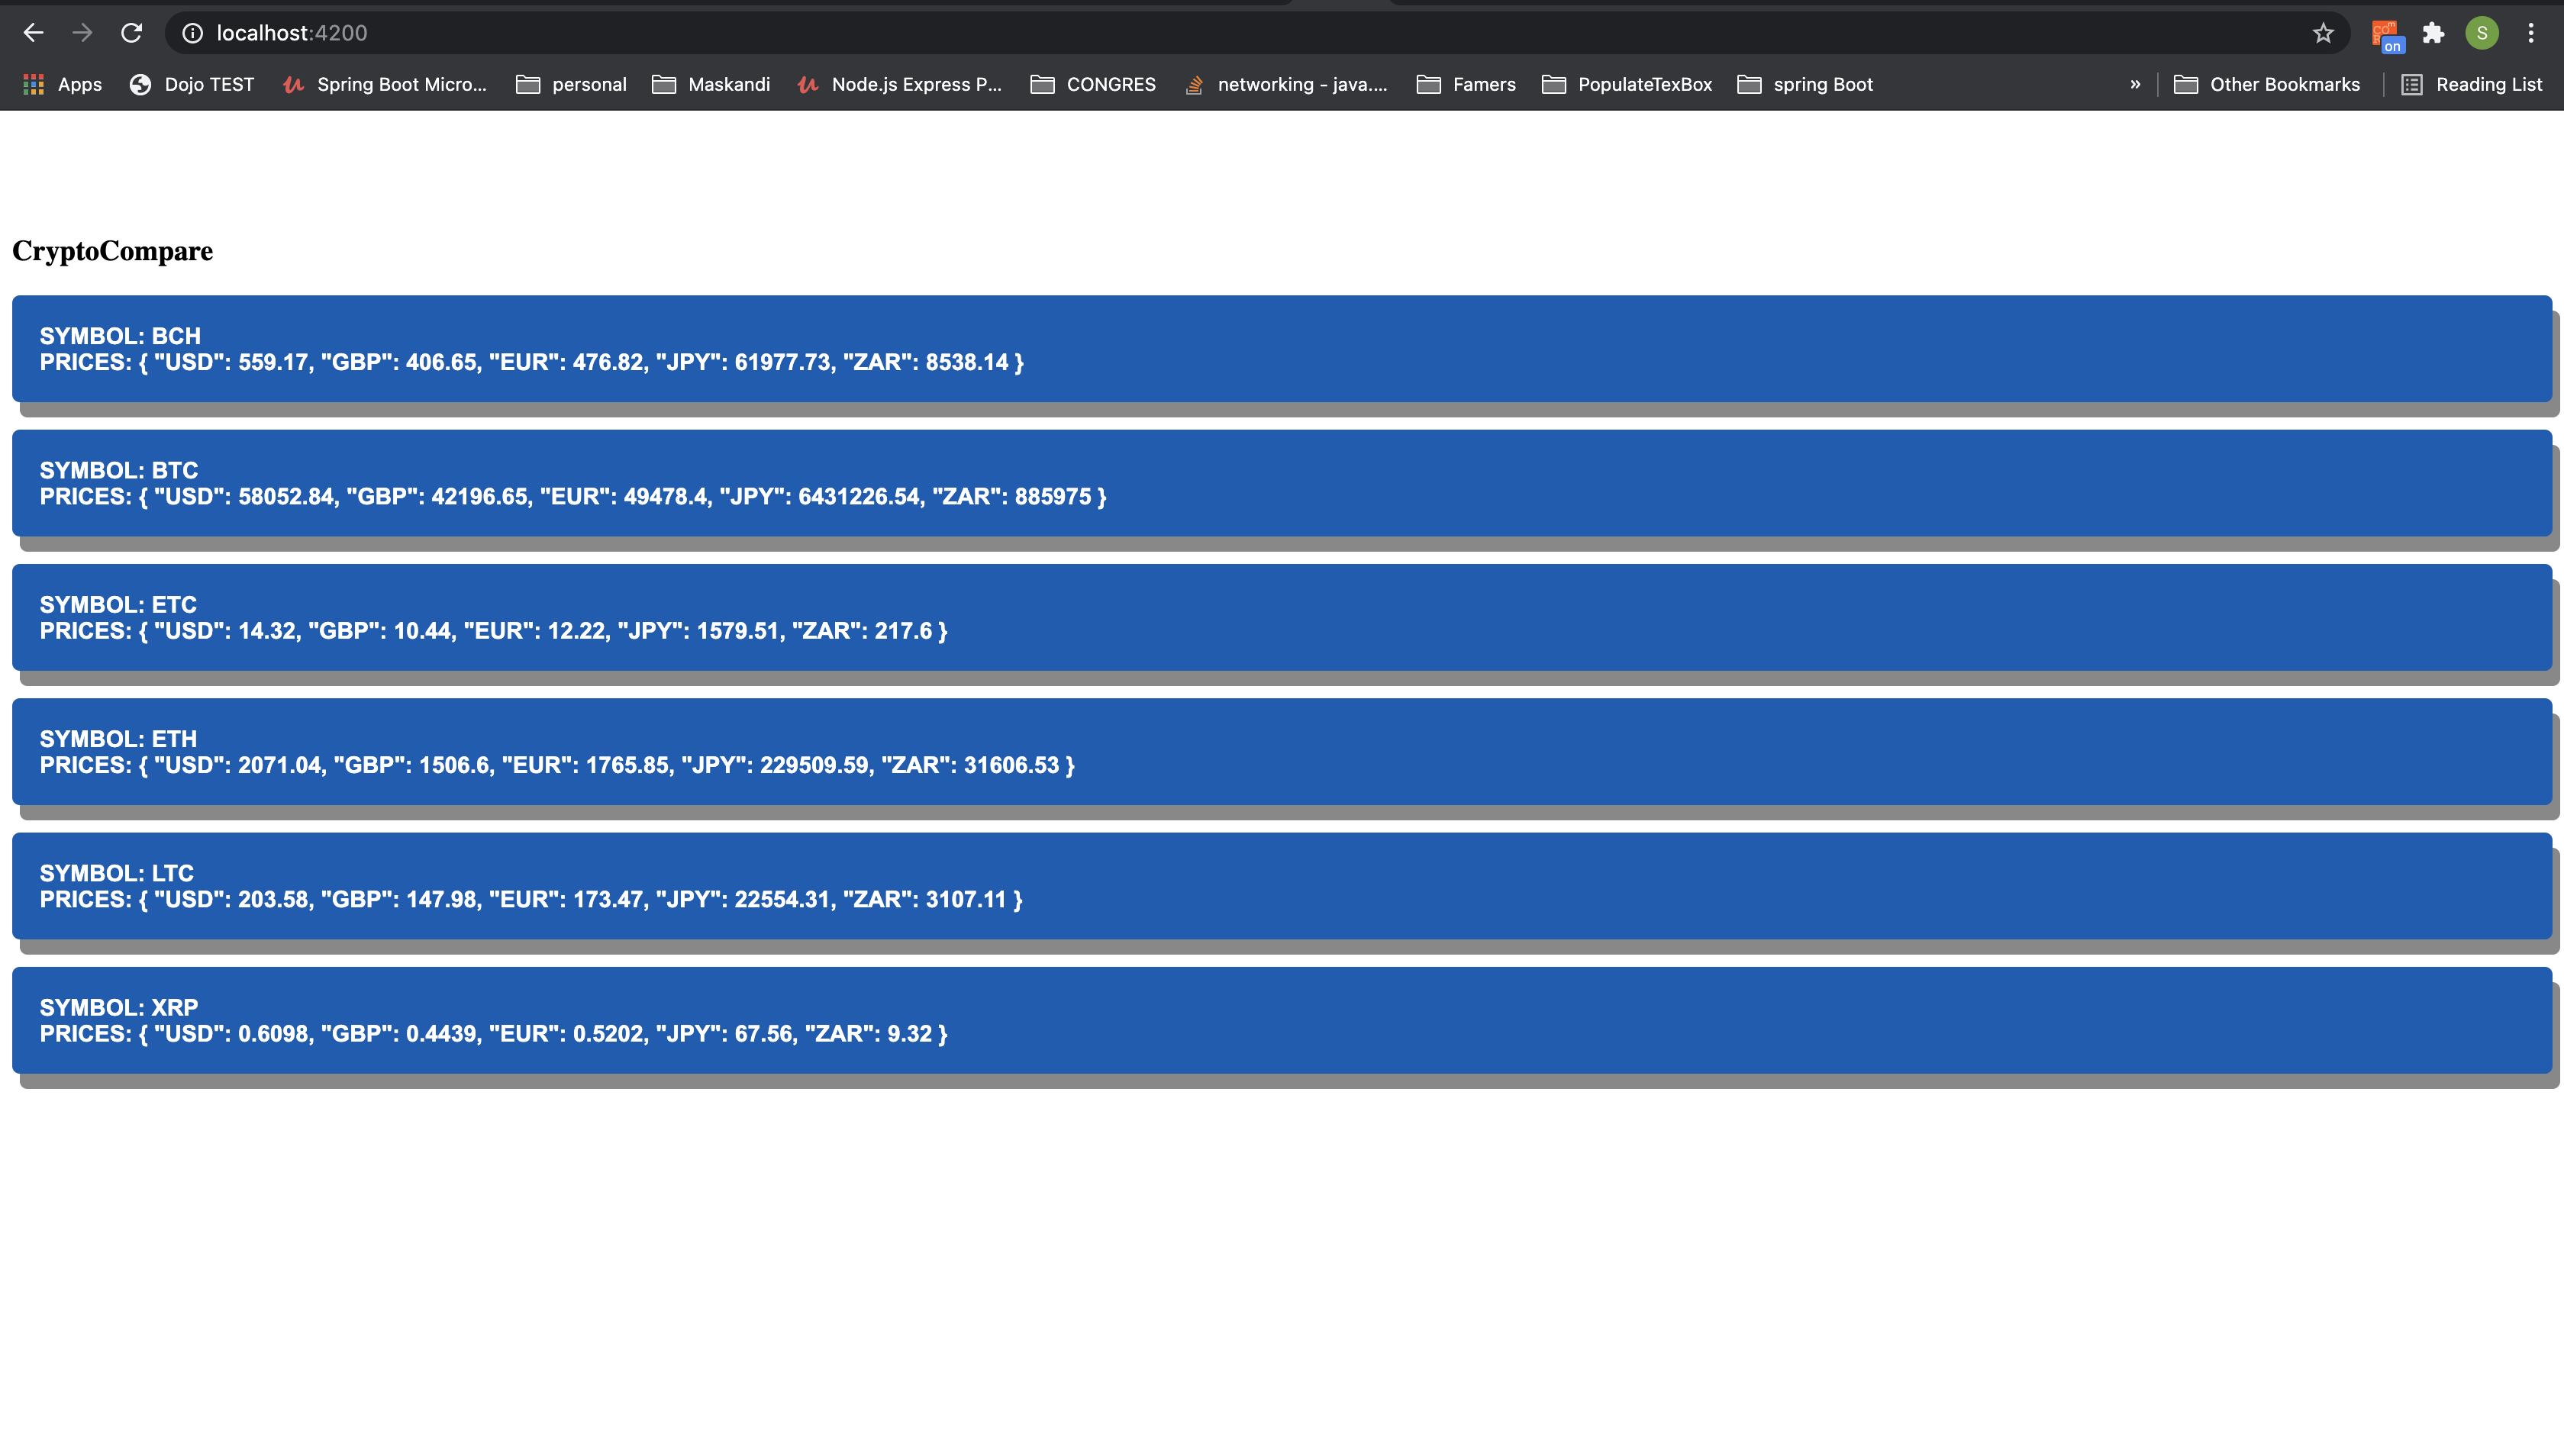 localhost:4200
on
S
Apps Dojo TEST Spring Boot Micro... personal Maskandi Node.js Express P... CONGRES networking - java.... Famers PopulateTexBox spring Boot » Other Bookmarks Reading List
CryptoCompare
SYMBOL: BCH
PRICES: { "USD": 559.17, "GBP": 406.65, "EUR": 476.82, "JPY": 61977.73, "ZAR": 8538.14 }
SYMBOL: BTC
PRICES: { "USD": 58052.84, "GBP": 42196.65, "EUR": 49478.4, "JPY": 6431226.54, "ZAR": 885975 }
SYMBOL: ETC
PRICES: { "USD": 14.32, "GBP": 10.44, "EUR": 12.22, "JPY": 1579.51, "ZAR": 217.6 }
SYMBOL: ETH
PRICES: { "USD": 2071.04, "GBP": 1506.6, "EUR": 1765.85, "JPY": 229509.59, "ZAR": 31606.53 }
SYMBOL: LTC
PRICES: { "USD": 203.58, "GBP": 147.98, "EUR": 173.47, "JPY": 22554.31, "ZAR": 3107.11 }
SYMBOL: XRP
PRICES: { "USD": 0.6098, "GBP": 0.4439, "EUR": 0.5202, "JPY": 67.56, "ZAR": 9.32 }